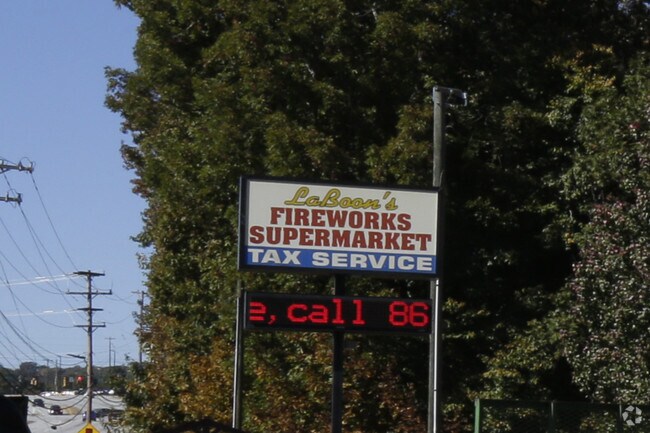 LaBoon's
FIREWORKS
SUPERMARKET
TAX SERVICE
e, call 86